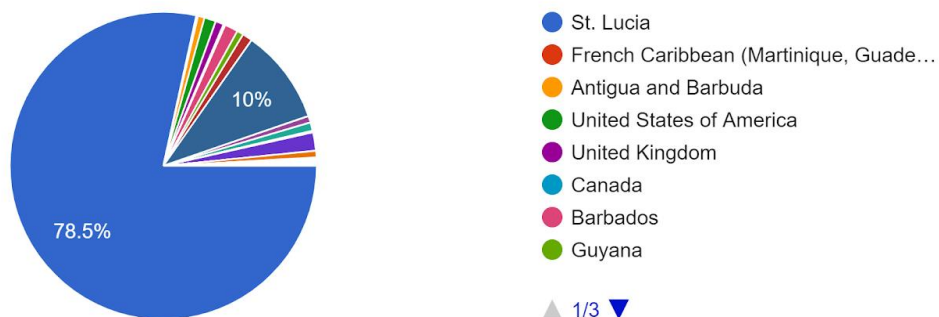 10%
78.5%
St. Lucia
French Caribbean (Martinique, Guade…
Antigua and Barbuda
United States of America
United Kingdom
Canada
Barbados
Guyana
1/3